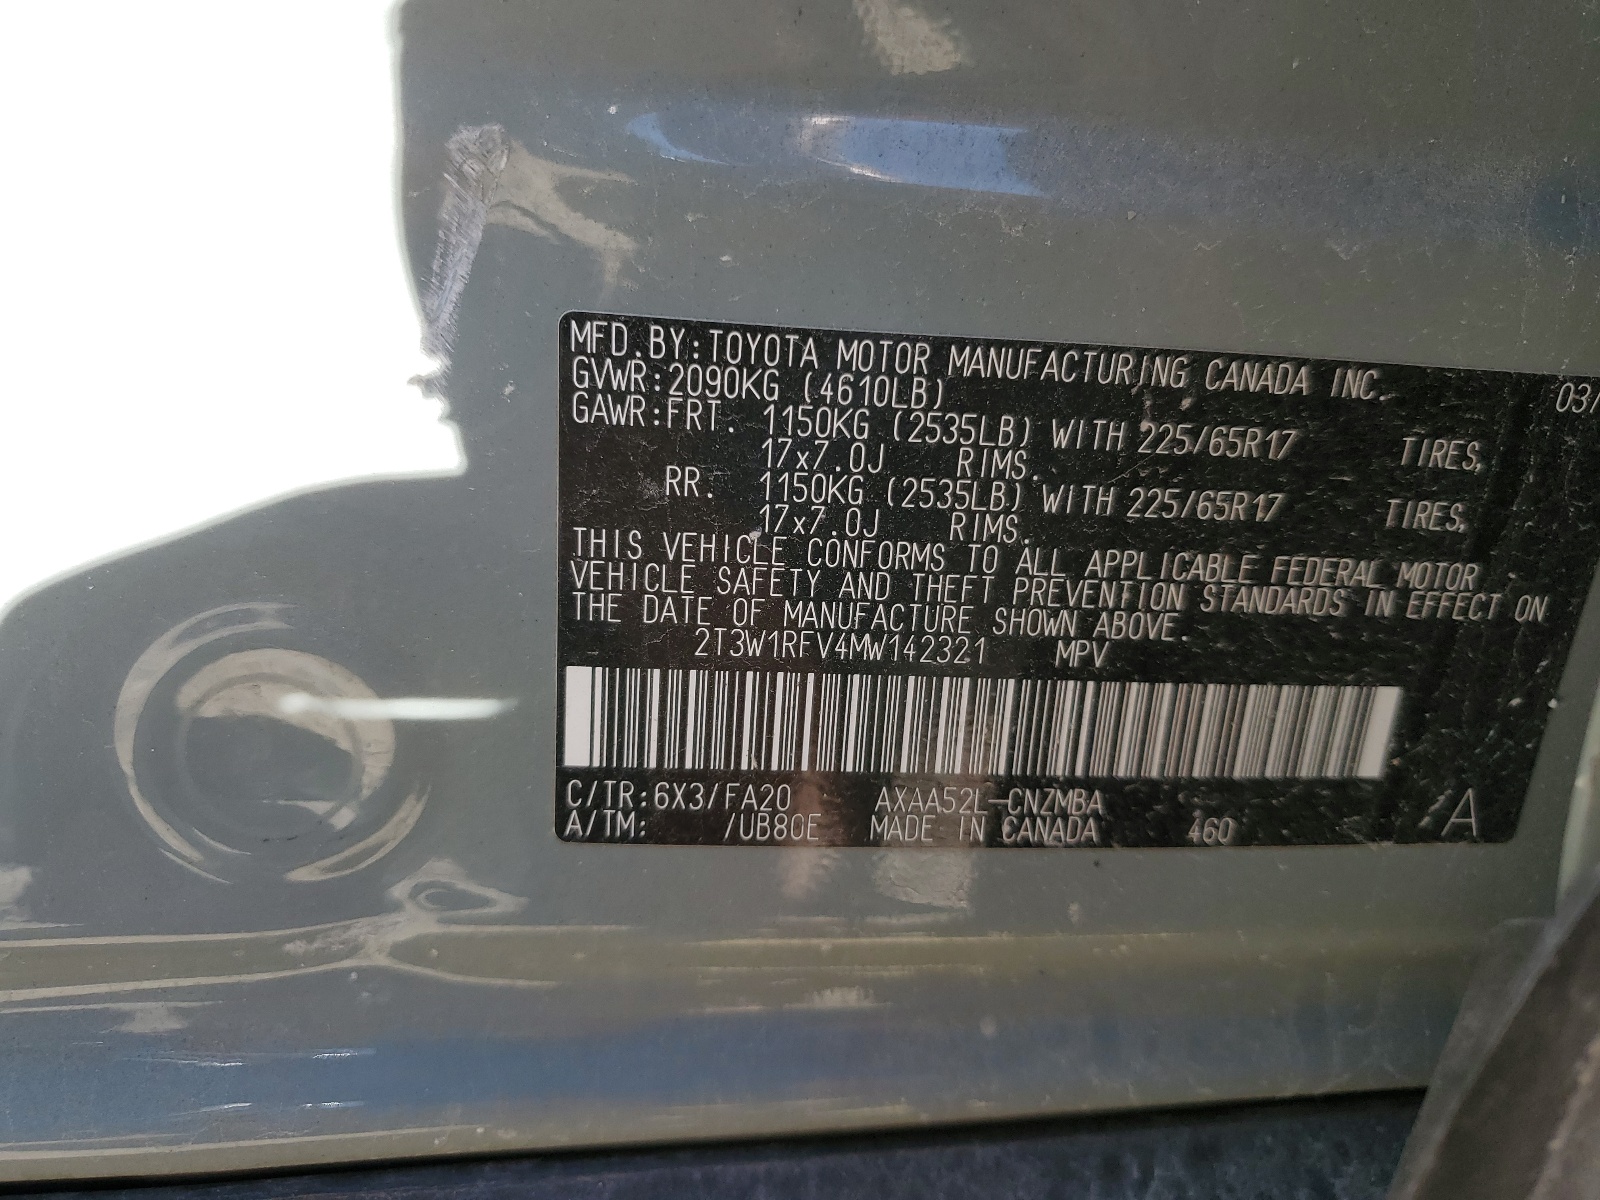 MFD.BY:TOYOTA MOTOR MANUFACTURING CANADA INC. 03/
GVWR:2090KG (4610LB)
GAWR:FRT. 1150KG (2535LB) WITH 225/65R17 TIRES,
17x7.0J RIMS.
RR. 1150KG (2535LB) WITH 225/65R17 TIRES,
17x7.0J RIMS.
THIS VEHICLE CONFORMS TO ALL APPLICABLE FEDERAL MOTOR
VEHICLE SAFETY AND THEFT PREVENTION STANDARDS IN EFFECT ON
THE DATE OF MANUFACTURE SHOWN ABOVE.
2T3W1RFV4MW142321 MPV
C/TR:6X3/FA20 AXAA52L-CNZMBA
A/TM: /UB80E MADE IN CANADA 460 A